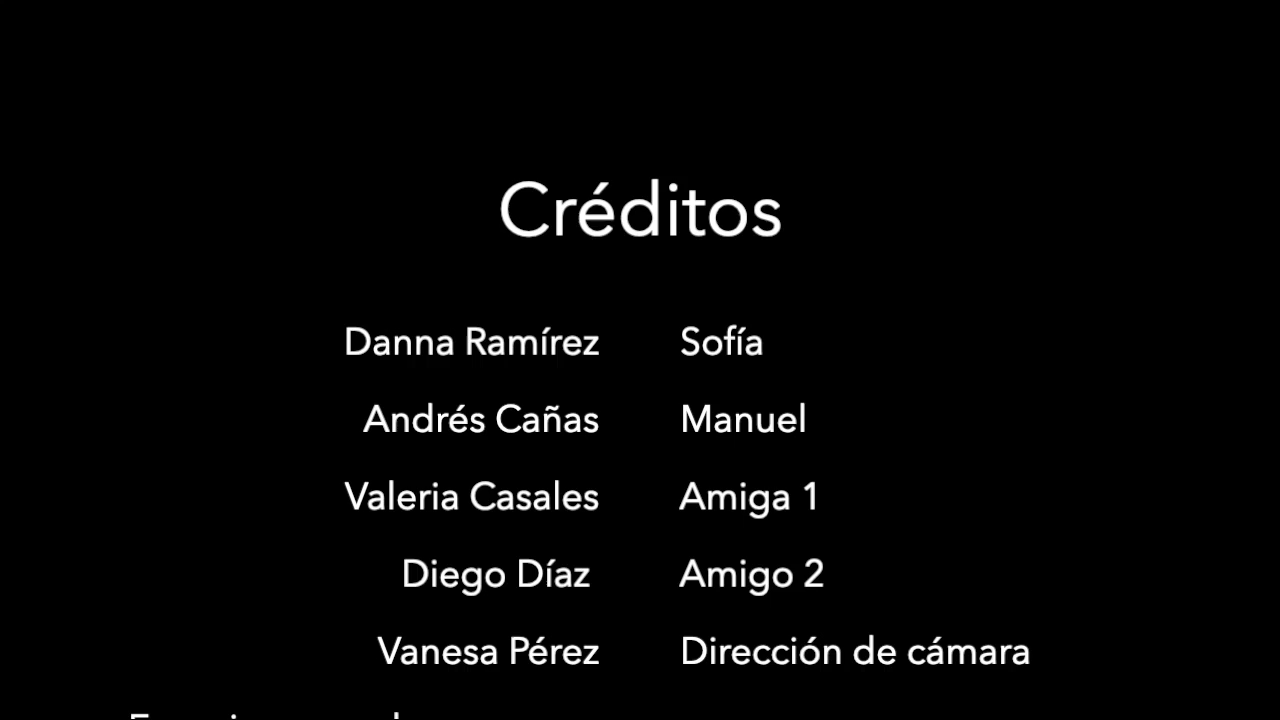 Créditos
Danna Ramírez Sofía
Andrés Cañas Manuel
Valeria Casales Amiga 1
Diego Díaz Amigo 2
Vanesa Pérez Dirección de cámara